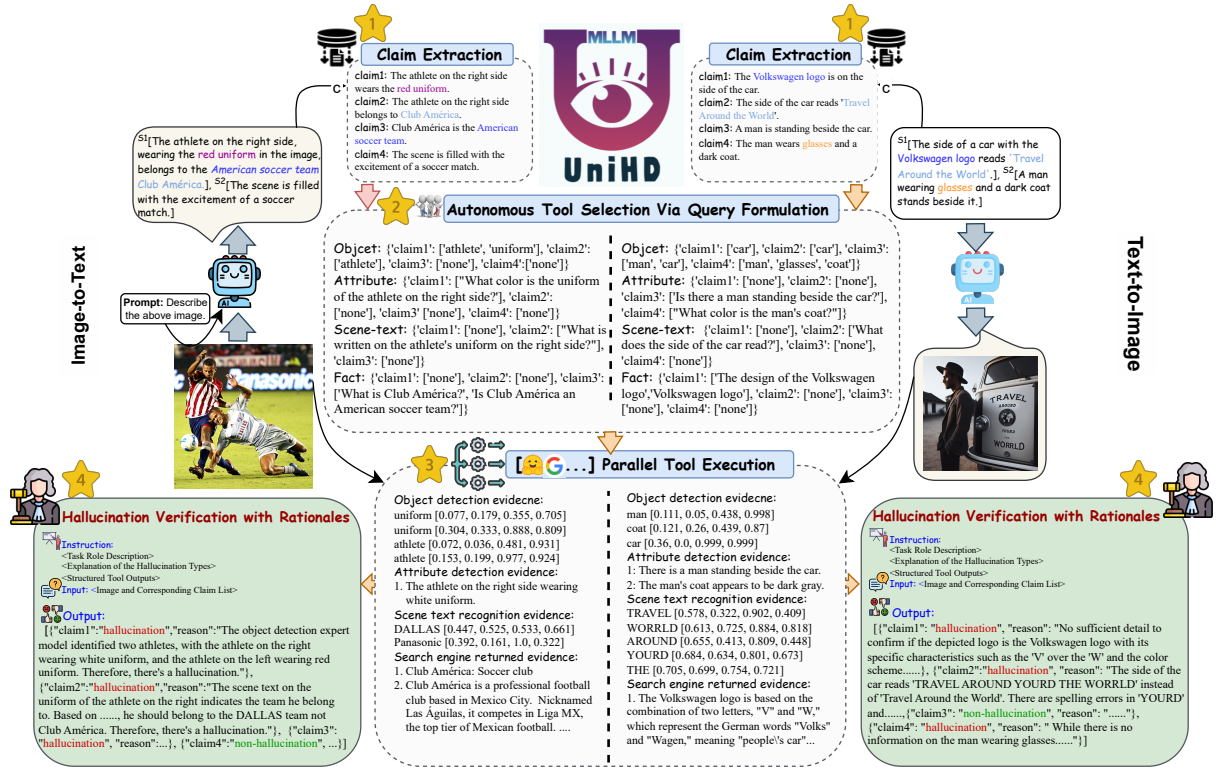 1
Claim Extraction
claim1: The athlete on the right side
wears the red uniform.
claim2: The athlete on the right side
belongs to Club América.
claim3: Club América is the American
soccer team.
claim4: The scene is filled with the
excitement of a soccer match.
C
MLLM
UniHD
1
Claim Extraction
claim1: The Volkswagen logo is on the
side of the car.
claim2: The side of the car reads 'Travel
Around the World'.
claim3: A man is standing beside the car.
claim4: The man wears glasses and a
dark coat.
C
S1[The athlete on the right side,
wearing the red uniform in the image,
belongs to the American soccer team
Club América.], S2[The scene is filled
with the excitement of a soccer
match.]
S1[The side of a car with the
Volkswagen logo reads 'Travel
Around the World'.], S2[A man
wearing glasses and a dark coat
stands beside it.]
Image-to-Text
AI
Prompt: Describe
the above image.
Panasonic
Text-to-Image
AI
TRAVEL
AROUND
WORRLD
2
Autonomous Tool Selection Via Query Formulation
Objcet: {'claim1': ['athlete', 'uniform'], 'claim2':
['athlete'], 'claim3': ['none'], 'claim4':['none']}
Attribute: {'claim1': ["What color is the uniform
of the athlete on the right side?"], 'claim2':
['none'], claim3' ['none'], 'claim4': ['none']}
Scene-text: {'claim1': ['none'], 'claim2': ["What is
written on the athlete's uniform on the right side?"],
'claim3': ['none']}
Fact: {'claim1': ['none'], 'claim2': ['none'], 'claim3':
['What is Club América?', 'Is Club América an
American soccer team?']}
Objcet: {'claim1': ['car'], 'claim2': ['car'], 'claim3':
['man', 'car'], 'claim4': ['man', 'glasses', 'coat']}
Attribute: {'claim1': ['none'], 'claim2': ['none'],
'claim3': ['Is there a man standing beside the car?'],
'claim4': ["What color is the man's coat?"]}
Scene-text: {'claim1': ['none'], 'claim2': ['What
does the side of the car read?'], 'claim3': ['none'],
'claim4': ['none']}
Fact: {'claim1': ['The design of the Volkswagen
logo','Volkswagen logo'], 'claim2': ['none'], 'claim3':
['none'], 'claim4': ['none']}
3
[ G ...] Parallel Tool Execution
Object detection evidecne:
uniform [0.077, 0.179, 0.355, 0.705]
uniform [0.304, 0.333, 0.888, 0.809]
athlete [0.072, 0.036, 0.481, 0.931]
athlete [0.153, 0.199, 0.977, 0.924]
Attribute detection evidence:
1. The athlete on the right side wearing
white uniform.
Scene text recognition evidence:
DALLAS [0.447, 0.525, 0.533, 0.661]
Panasonic [0.392, 0.161, 1.0, 0.322]
Search engine returned evidence:
1. Club América: Soccer club
2. Club América is a professional football
club based in Mexico City. Nicknamed
Las Águilas, it competes in Liga MX,
the top tier of Mexican football. ....
Object detection evidecne:
man [0.111, 0.05, 0.438, 0.998]
coat [0.121, 0.26, 0.439, 0.87]
car [0.36, 0.0, 0.999, 0.999]
Attribute detection evidence:
1: There is a man standing beside the car.
2: The man's coat appears to be dark gray.
Scene text recognition evidence:
TRAVEL [0.578, 0.322, 0.902, 0.409]
WORRLD [0.613, 0.725, 0.884, 0.818]
AROUND [0.655, 0.413, 0.809, 0.448]
YOURD [0.684, 0.634, 0.801, 0.673]
THE [0.705, 0.699, 0.754, 0.721]
Search engine returned evidence:
1. The Volkswagen logo is based on the
combination of two letters, "V" and "W,"
which represent the German words "Volks"
and "Wagen," meaning "people\'s car"...
4
Hallucination Verification with Rationales
Instruction:
<Task Role Description>
<Explanation of the Hallucination Types>
<Structured Tool Outputs>
Input: <Image and Corresponding Claim List>
Output:
[{"claim1":"hallucination","reason":"The object detection expert
model identified two athletes, with the athlete on the right
wearing white uniform, and the athlete on the left wearing red
uniform. Therefore, there's a hallucination."},
{"claim2":"hallucination","reason":"The scene text on the
uniform of the athlete on the right indicates the team he belong
to. Based on ......, he should belong to the DALLAS team not
Club América. Therefore, there's a hallucination."}, {"claim3":
"hallucination", "reason":...}, {"claim4":"non-hallucination", ...}]
4
Hallucination Verification with Rationales
Instruction:
<Task Role Description>
<Explanation of the Hallucination Types>
<Structured Tool Outputs>
Input: <Image and Corresponding Claim List>
Output:
[{"claim1": "hallucination", "reason": "No sufficient detail to
confirm if the depicted logo is the Volkswagen logo with its
specific characteristics such as the 'V' over the 'W' and the color
scheme......"}, {"claim2":"hallucination", "reason": "The side of the
car reads 'TRAVEL AROUND YOURD THE WORRLD' instead
of 'Travel Around the World'. There are spelling errors in 'YOURD'
and......,{"claim3": "non-hallucination", "reason": "......"},
{"claim4": "hallucination", "reason": " While there is no
information on the man wearing glasses......"}]